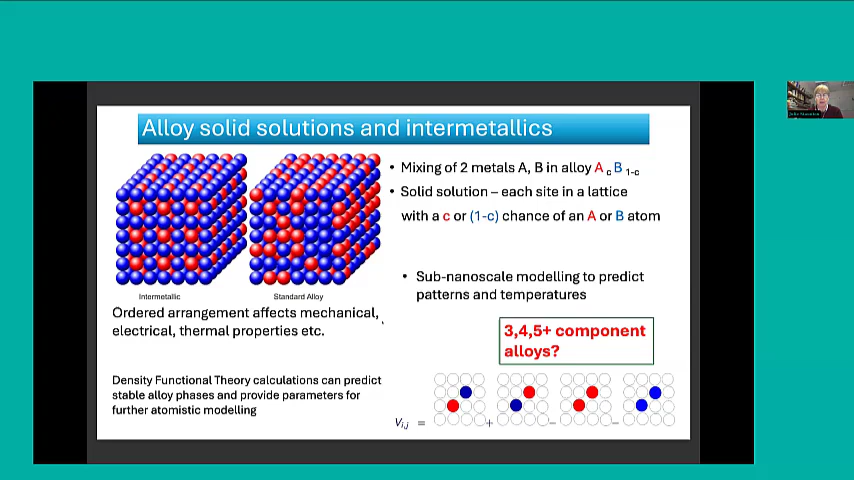 Alloy solid solutions and intermetallics
• Mixing of 2 metals A, B in alloy A c B 1-c
• Solid solution – each site in a lattice
with a c or (1-c) chance of an A or B atom
• Sub-nanoscale modelling to predict
patterns and temperatures
Intermetallic
Standard Alloy
Ordered arrangement affects mechanical,
electrical, thermal properties etc.
3,4,5+ component
alloys?
Density Functional Theory calculations can predict
stable alloy phases and provide parameters for
further atomistic modelling
Vi,j = + − −